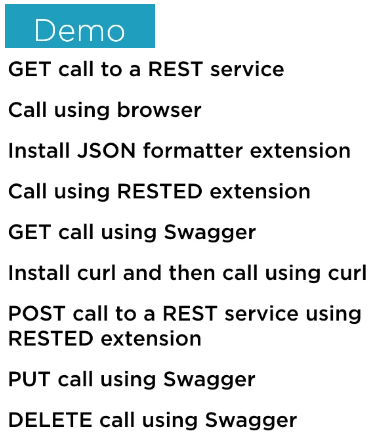 Demo
GET call to a REST service
Call using browser
Install JSON formatter extension
Call using RESTED extension
GET call using Swagger
Install curl and then call using curl
POST call to a REST service using
RESTED extension
PUT call using Swagger
DELETE call using Swagger